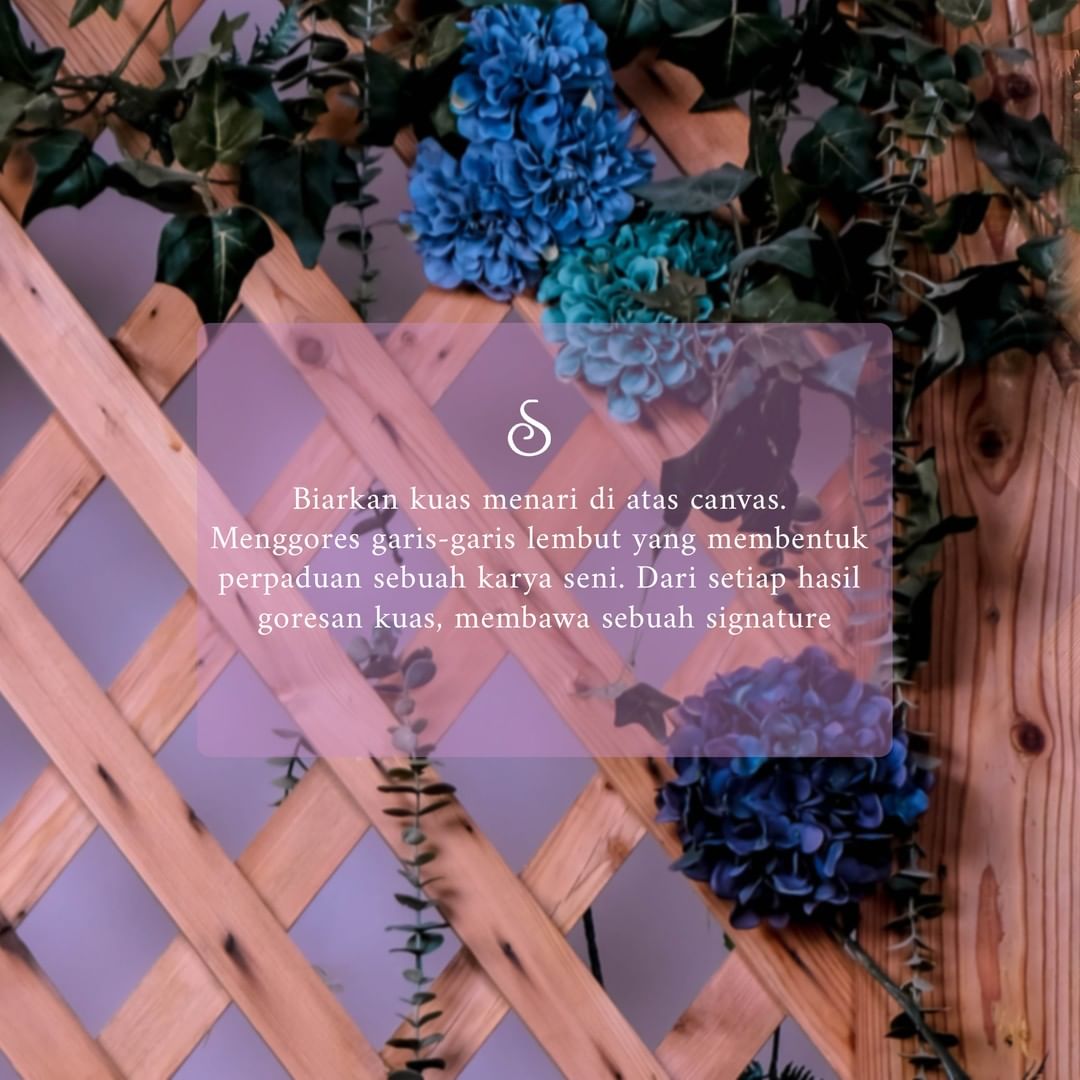 S
Biarkan kuas menari di atas canvas.
Menggores garis-garis lembut yang membentuk
perpaduan sebuah karya seni. Dari setiap hasil
goresan kuas, membawa sebuah signature